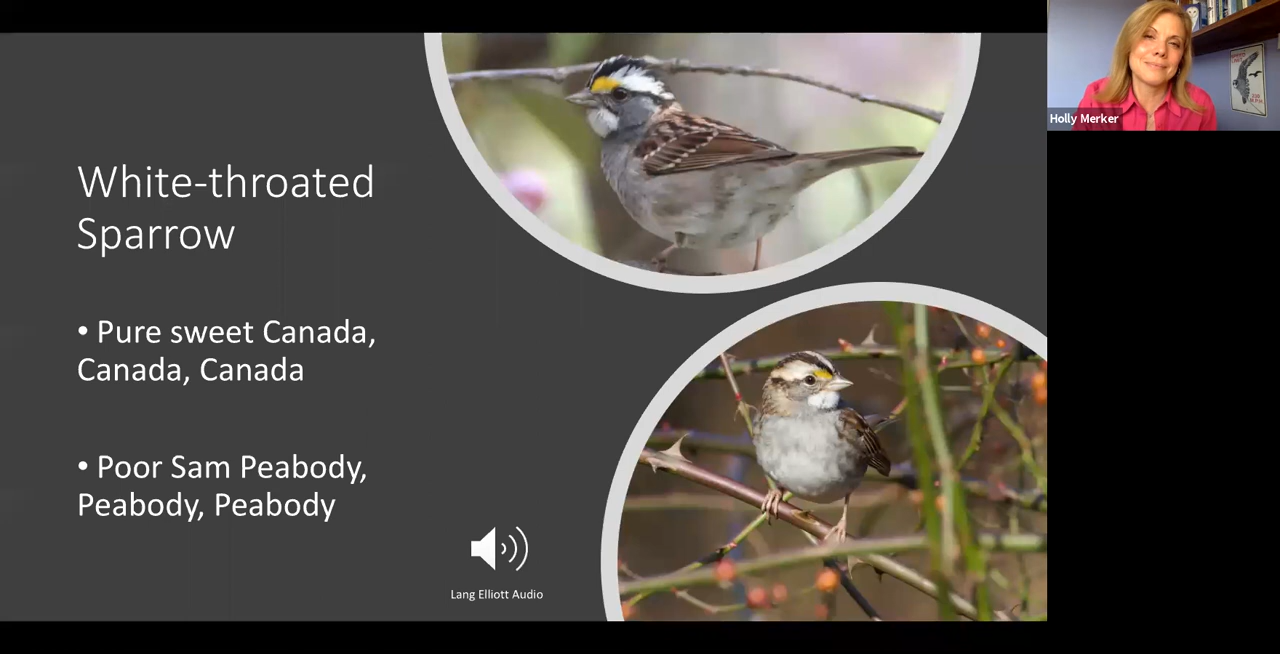 Holly Merker
White-throated
Sparrow
• Pure sweet Canada,
Canada, Canada
• Poor Sam Peabody,
Peabody, Peabody
Lang Elliott Audio